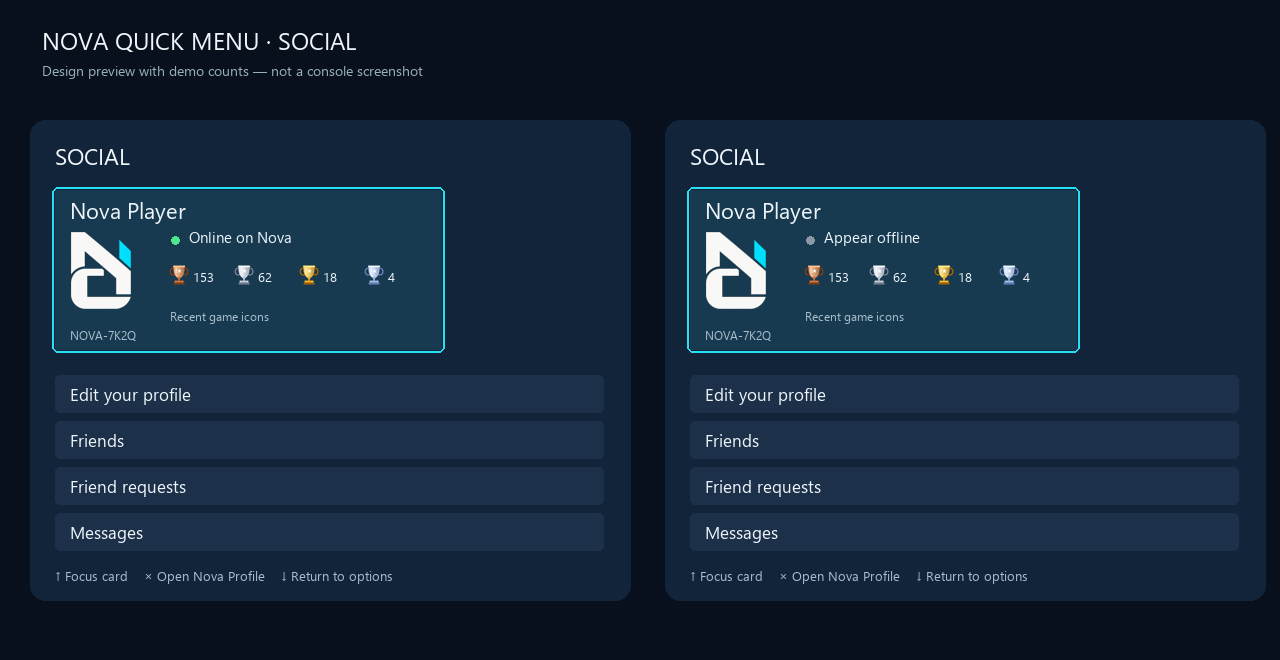 NOVA QUICK MENU · SOCIAL
Design preview with demo counts — not a console screenshot
SOCIAL
Nova Player
Online on Nova
153 62 18 4
Recent game icons
NOVA-7K2Q
Edit your profile
Friends
Friend requests
Messages
↑ Focus card × Open Nova Profile ↓ Return to options
SOCIAL
Nova Player
Appear offline
153 62 18 4
Recent game icons
NOVA-7K2Q
Edit your profile
Friends
Friend requests
Messages
↑ Focus card × Open Nova Profile ↓ Return to options